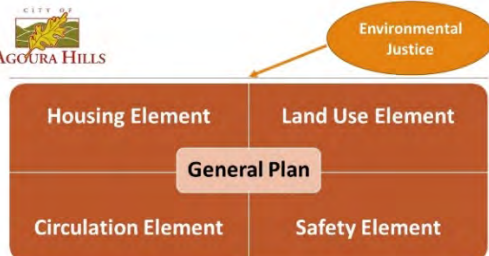 CITY OF
AGOURA HILLS
Environmental
Justice
Housing Element
Land Use Element
General Plan
Circulation Element
Safety Element